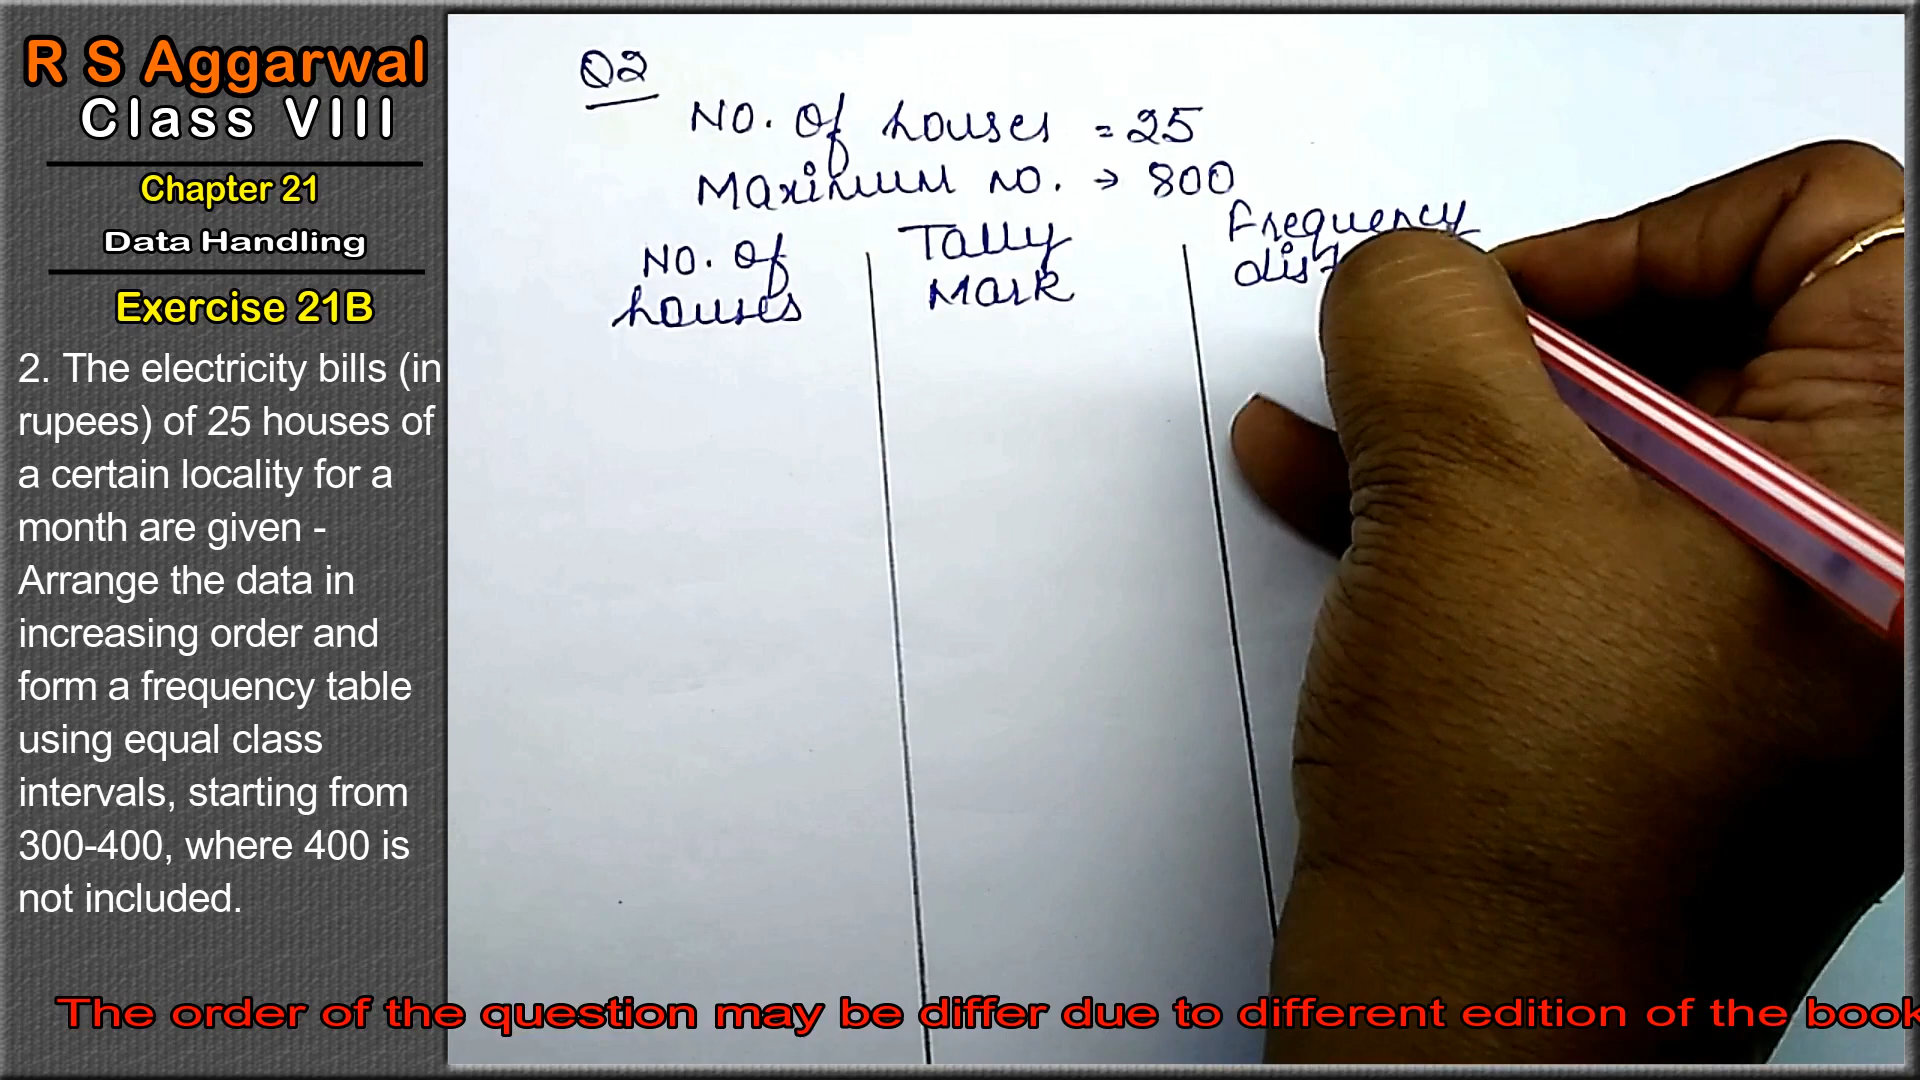 R S Aggarwal
Class VIII
Chapter 21
Data Handling
Exercise 21B
2. The electricity bills (in
rupees) of 25 houses of
a certain locality for a
month are given -
Arrange the data in
increasing order and
form a frequency table
using equal class
intervals, starting from
300-400, where 400 is
not included.
Q2
No. of houses = 25
Maximum no. → 800
No. of
houses
Tally
Mark
Frequency
The order of the question may be differ due to different edition of the book